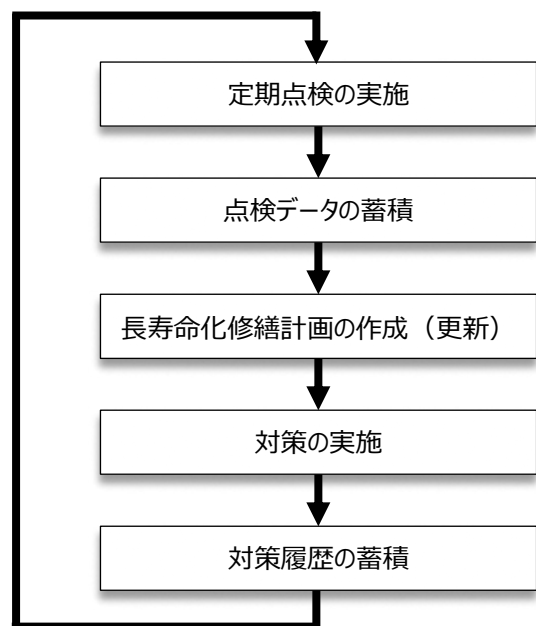 定期点検の実施
点検データの蓄積
長寿命化修繕計画の作成（更新）
対策の実施
対策履歴の蓄積